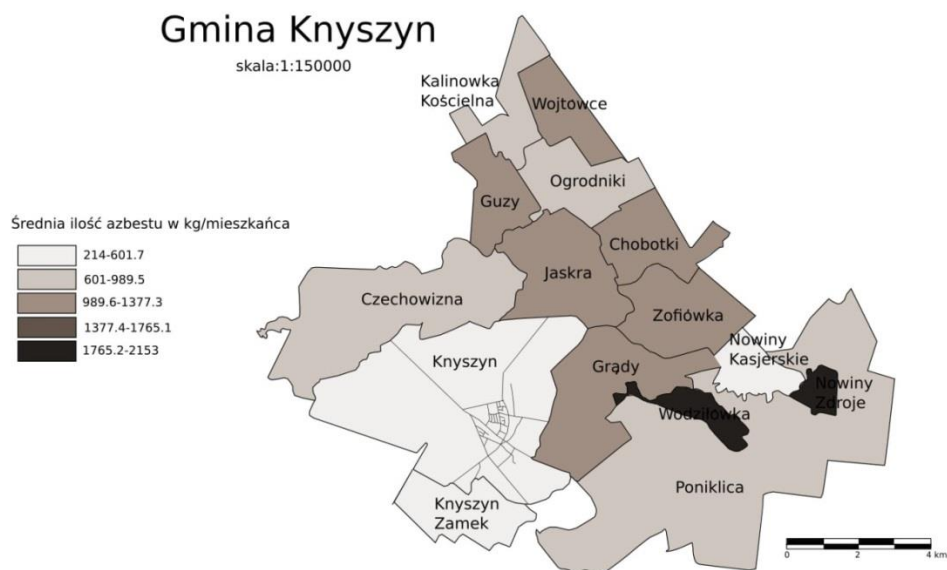 Gmina Knyszyn
skala:1:150000
Kalinowka
Kościelna
Wojtowce
Ogrodniki
Guzy
Średnia ilość azbestu w kg/mieszkańca
214-601.7
601-989.5
989.6-1377.3
1377.4-1765.1
1765.2-2153
Chobotki
Jaskra
Czechowizna
Zofiówka
Nowiny
Kasjerskie
Knyszyn
Grądy
Nowiny
Zdroje
Wodziłówka
Poniklica
Knyszyn
Zamek
0 2 4 km